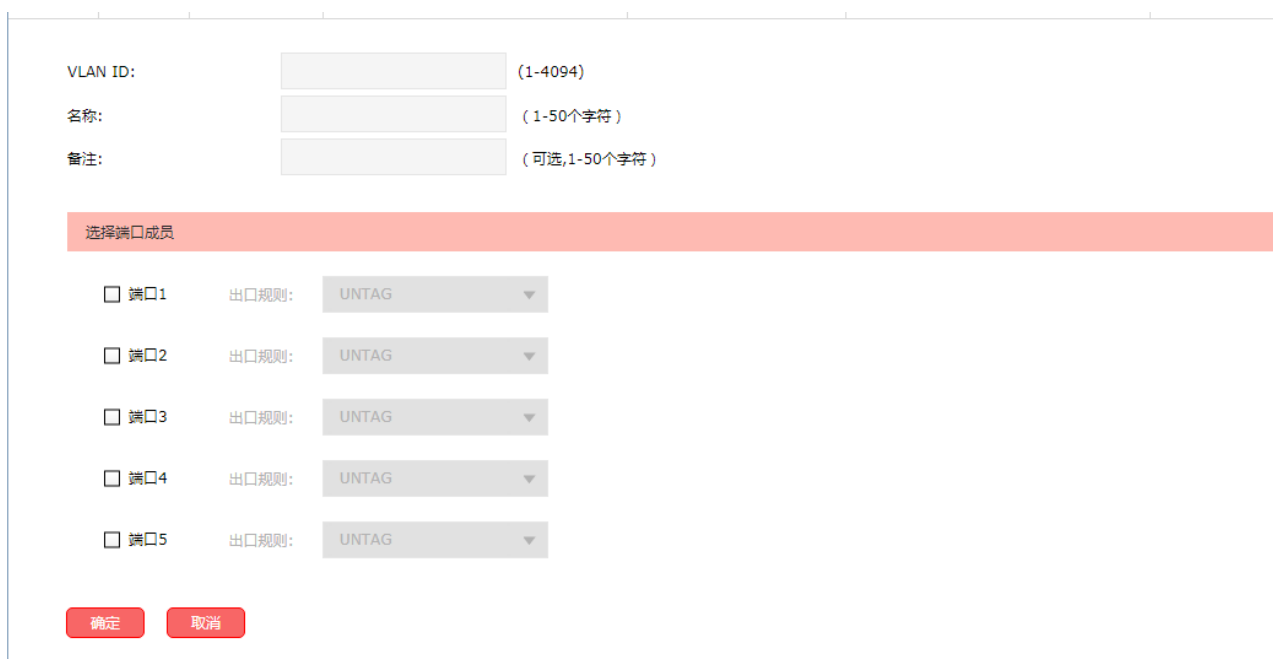 VLAN ID: (1-4094)
名称: （1-50个字符）
备注: （可选,1-50个字符）
选择端口成员
端口1 出口规则: UNTAG
端口2 出口规则: UNTAG
端口3 出口规则: UNTAG
端口4 出口规则: UNTAG
端口5 出口规则: UNTAG
确定 取消